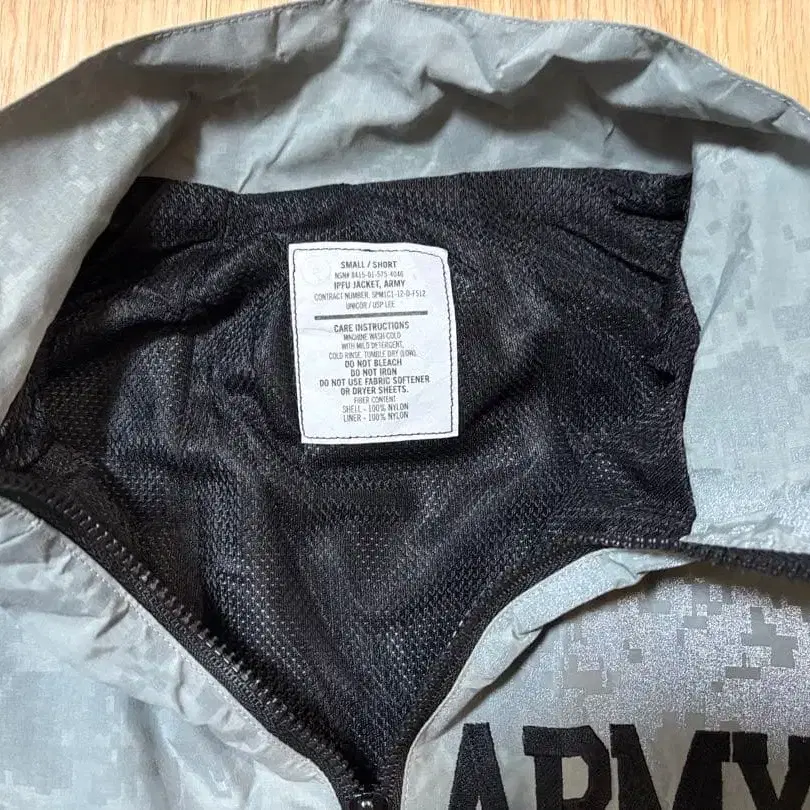 SMALL / SHORT
NSN# 8415-01-575-4046
IPFU JACKET, ARMY
CONTRACT NUMBER. SPM1C1-12-D-F512
UNICOR / USP LEE
CARE INSTRUCTIONS
MACHINE WASH COLD
WITH MILD DETERGENT,
COLD RINSE, TUMBLE DRY (LOW).
DO NOT BLEACH
DO NOT IRON
DO NOT USE FABRIC SOFTENER
OR DRYER SHEETS.
FIBER CONTENT
SHELL - 100% NYLON
LINER - 100% NYLON
ARMY